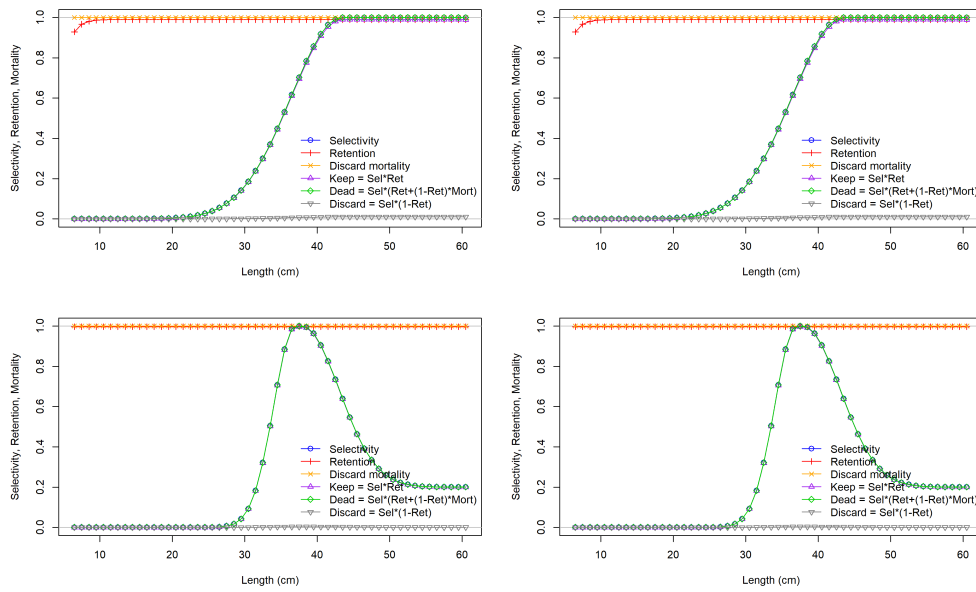 Selectivity, Retention, Mortality
1.0
0.8
0.6
0.4
0.2
0.0
Selectivity
Retention
Discard mortality
Keep = Sel*Ret
Dead = Sel*(Ret+(1-Ret)*Mort)
Discard = Sel*(1-Ret)
10 20 30 40 50 60
Length (cm)
Selectivity, Retention, Mortality
1.0
0.8
0.6
0.4
0.2
0.0
Selectivity
Retention
Discard mortality
Keep = Sel*Ret
Dead = Sel*(Ret+(1-Ret)*Mort)
Discard = Sel*(1-Ret)
10 20 30 40 50 60
Length (cm)
Selectivity, Retention, Mortality
1.0
0.8
0.6
0.4
0.2
0.0
Selectivity
Retention
Discard mortality
Keep = Sel*Ret
Dead = Sel*(Ret+(1-Ret)*Mort)
Discard = Sel*(1-Ret)
10 20 30 40 50 60
Length (cm)
Selectivity, Retention, Mortality
1.0
0.8
0.6
0.4
0.2
0.0
Selectivity
Retention
Discard mortality
Keep = Sel*Ret
Dead = Sel*(Ret+(1-Ret)*Mort)
Discard = Sel*(1-Ret)
10 20 30 40 50 60
Length (cm)